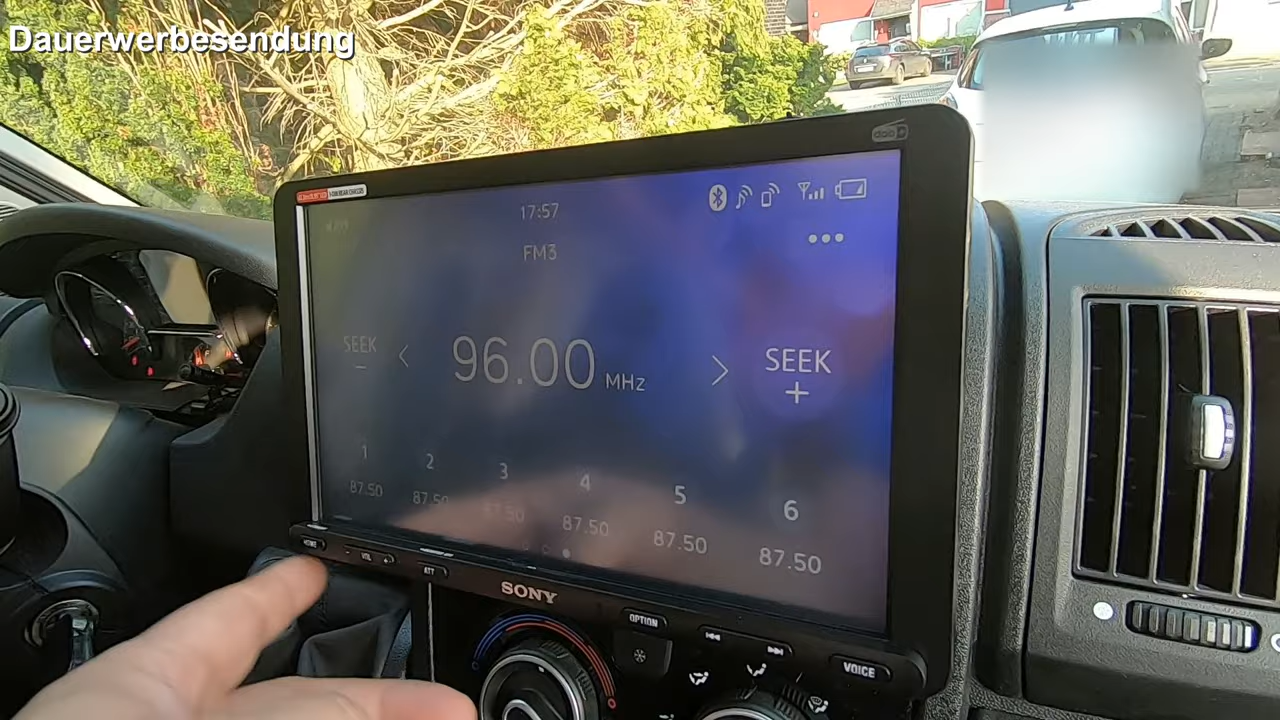 Dauerwerbesendung
17:57
FM3
SEEK
−
96.00 MHz
SEEK
+
1
2
3
4
5
6
87.50
87.50
87.50
87.50
87.50
87.50
HOME
VOL
ATT
SONY
OPTION
VOICE